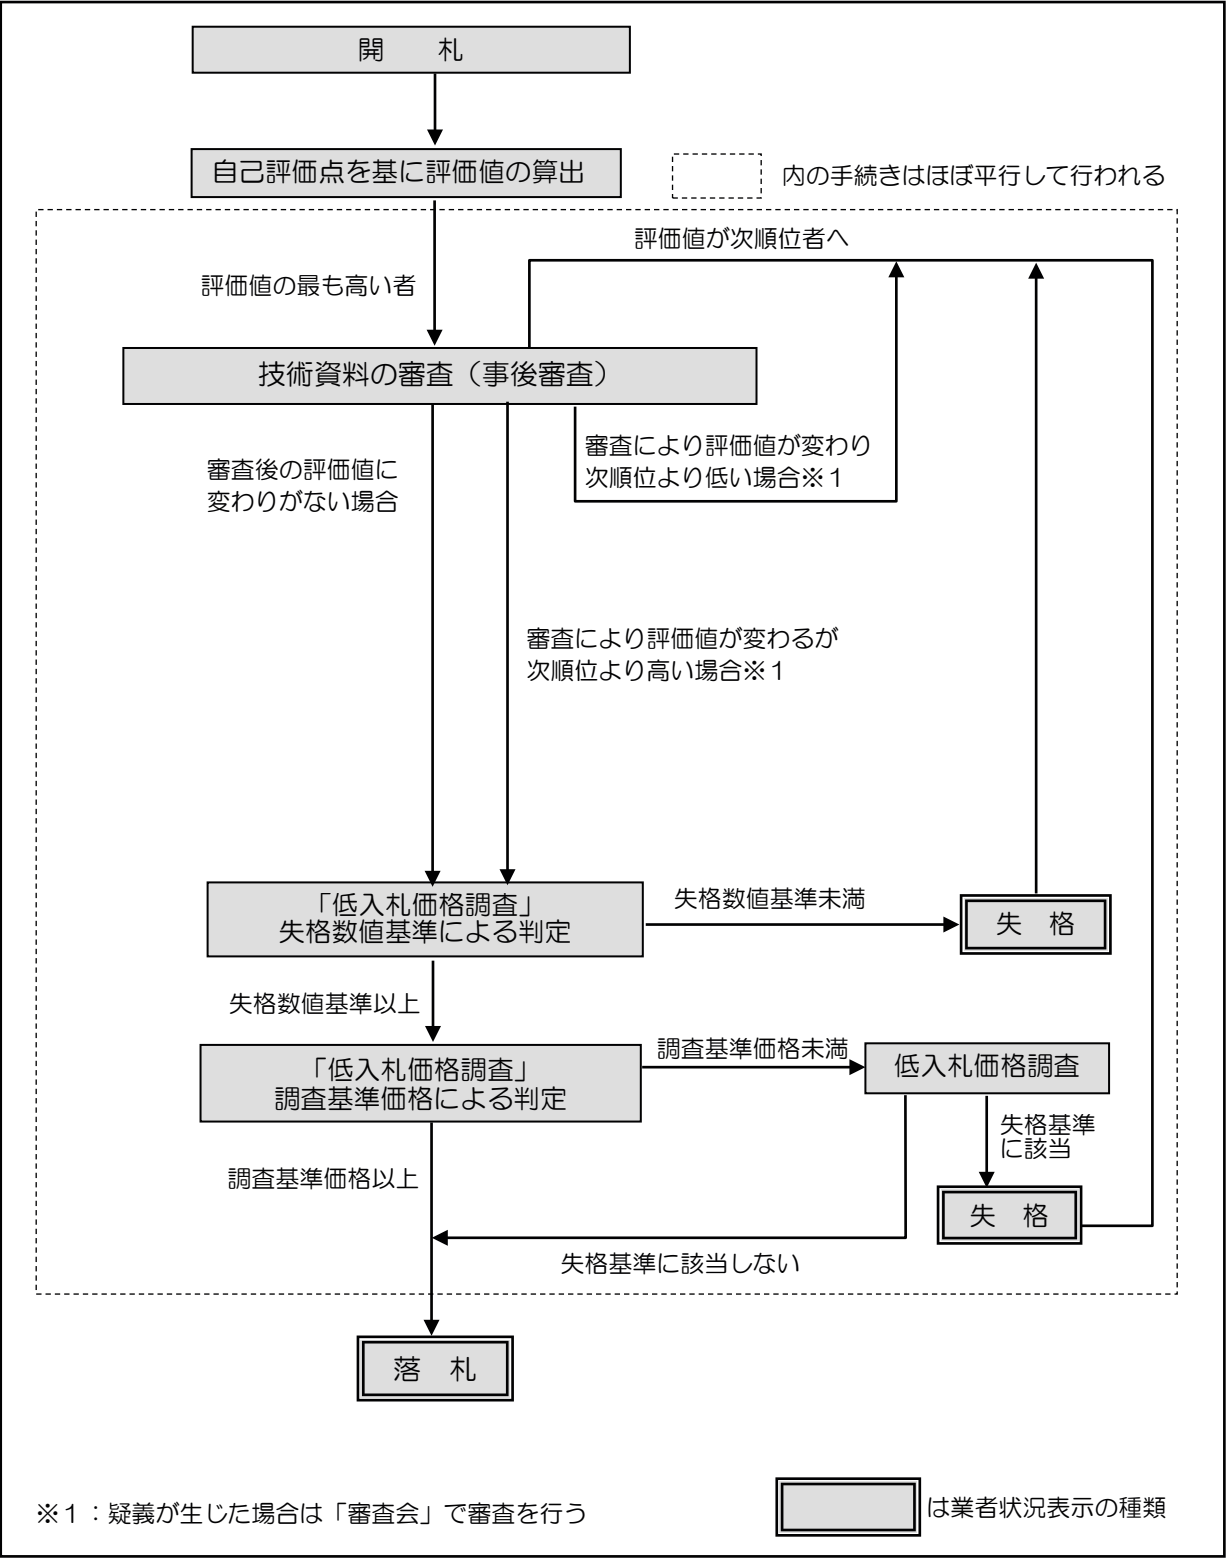 開　　札
自己評価点を基に評価値の算出
内の手続きはほぼ平行して行われる
評価値が次順位者へ
評価値の最も高い者
技術資料の審査（事後審査）
審査により評価値が変わり
次順位より低い場合※１
審査後の評価値に
変わりがない場合
審査により評価値が変わるが
次順位より高い場合※１
「低入札価格調査」
失格数値基準による判定
失格数値基準未満
失　格
失格数値基準以上
「低入札価格調査」
調査基準価格による判定
調査基準価格未満
低入札価格調査
失格基準
に該当
調査基準価格以上
失　格
失格基準に該当しない
落　札
※１：疑義が生じた場合は「審査会」で審査を行う
は業者状況表示の種類